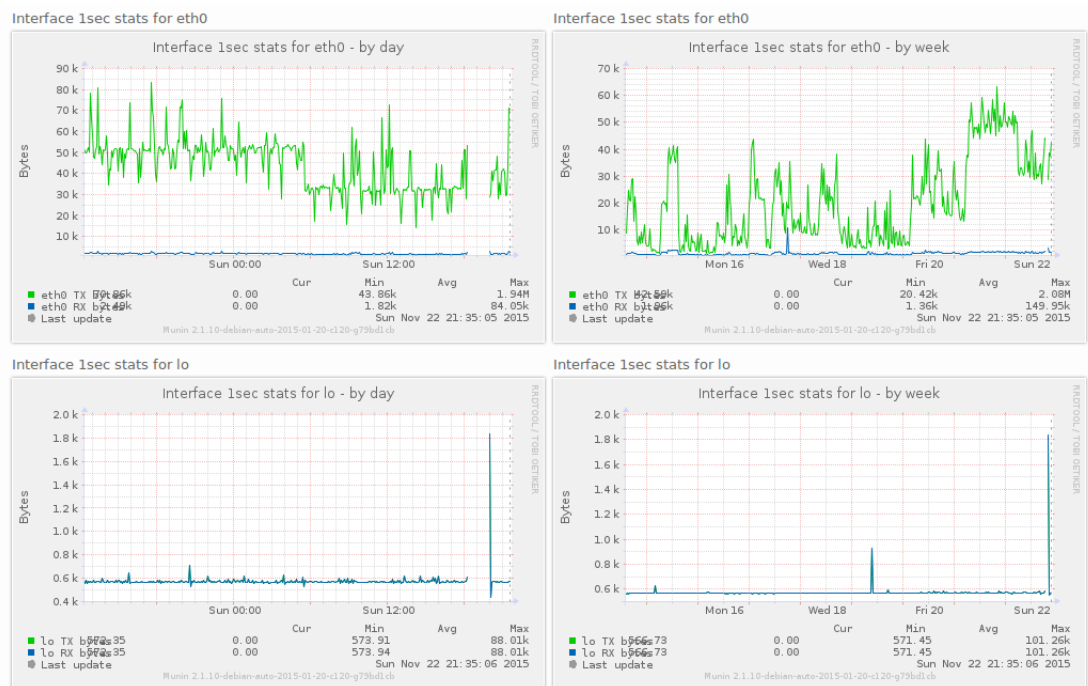 Interface 1sec stats for eth0
Interface 1sec stats for eth0 - by day
90 k
80 k
70 k
60 k
50 k
40 k
30 k
20 k
10 k
Bytes
RRDTOOL / TOBI OETIKER
Sun 00:00 Sun 12:00
Cur Min Avg Max
eth0 TX bytes 0.00 43.86k 1.94M
eth0 RX bytes 0.00 1.82k 84.05k
Last update Sun Nov 22 21:35:05 2015
Munin 2.1.10-debian-auto-2015-01-20-c120-g79bd1cb
Interface 1sec stats for eth0
Interface 1sec stats for eth0 - by week
70 k
60 k
50 k
40 k
30 k
20 k
10 k
Bytes
RRDTOOL / TOBI OETIKER
Mon 16 Wed 18 Fri 20 Sun 22
Cur Min Avg Max
eth0 TX bytes 0.00 20.42k 2.08M
eth0 RX bytes 0.00 1.36k 149.95k
Last update Sun Nov 22 21:35:05 2015
Munin 2.1.10-debian-auto-2015-01-20-c120-g79bd1cb
Interface 1sec stats for lo
Interface 1sec stats for lo - by day
2.0 k
1.8 k
1.6 k
1.4 k
1.2 k
1.0 k
0.8 k
0.6 k
0.4 k
Bytes
RRDTOOL / TOBI OETIKER
Sun 00:00 Sun 12:00
Cur Min Avg Max
lo TX bytes 0.00 573.91 88.01k
lo RX bytes 0.00 573.94 88.01k
Last update Sun Nov 22 21:35:06 2015
Munin 2.1.10-debian-auto-2015-01-20-c120-g79bd1cb
Interface 1sec stats for lo
Interface 1sec stats for lo - by week
2.0 k
1.8 k
1.6 k
1.4 k
1.2 k
1.0 k
0.8 k
0.6 k
Bytes
RRDTOOL / TOBI OETIKER
Mon 16 Wed 18 Fri 20 Sun 22
Cur Min Avg Max
lo TX bytes 0.00 571.45 101.26k
lo RX bytes 0.00 571.45 101.26k
Last update Sun Nov 22 21:35:06 2015
Munin 2.1.10-debian-auto-2015-01-20-c120-g79bd1cb